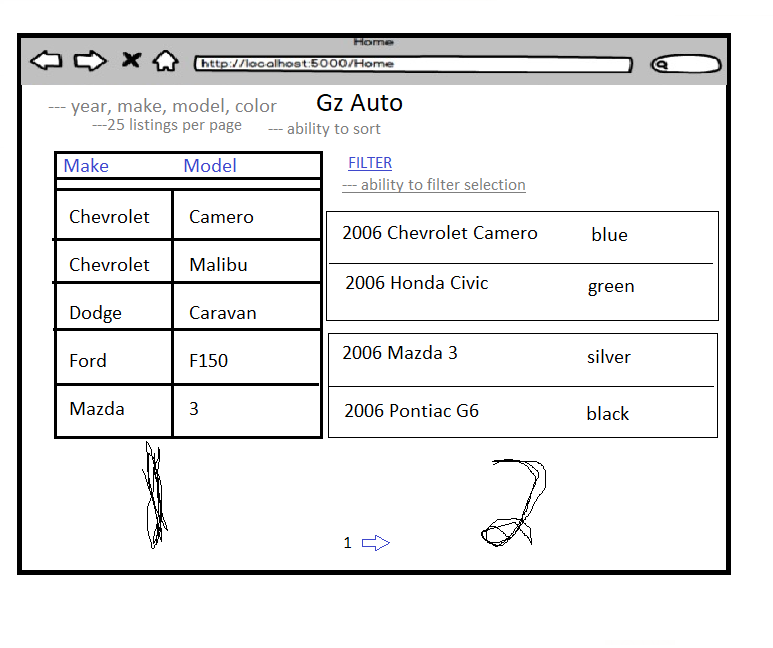 Home
http://localhost:5000/Home
--- year, make, model, color
Gz Auto
---25 listings per page
--- ability to sort
Make Model
Chevrolet Camero
Chevrolet Malibu
Dodge Caravan
Ford F150
Mazda 3
FILTER
--- ability to filter selection
2006 Chevrolet Camero blue
2006 Honda Civic green
2006 Mazda 3 silver
2006 Pontiac G6 black
1 2
1